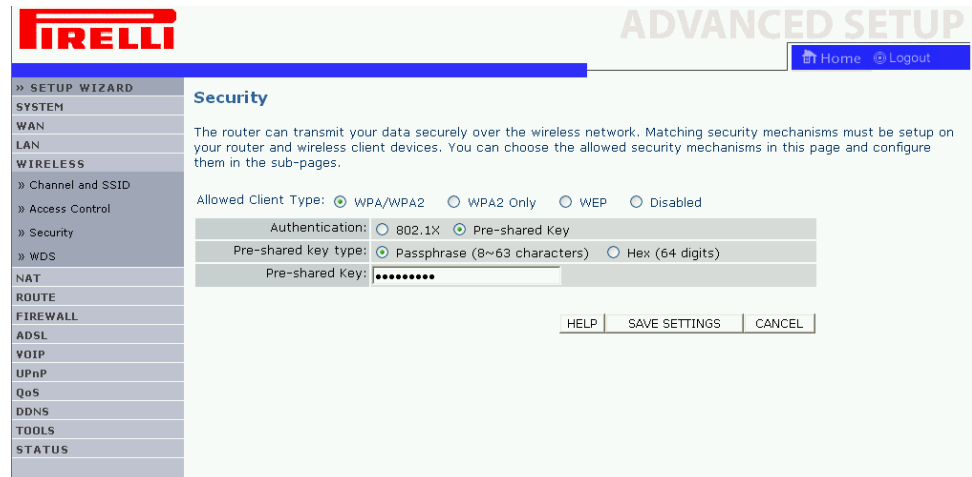 PIRELLI
ADVANCED SETUP
Home Logout
» SETUP WIZARD
SYSTEM
WAN
LAN
WIRELESS
» Channel and SSID
» Access Control
» Security
» WDS
NAT
ROUTE
FIREWALL
ADSL
VOIP
UPnP
QoS
DDNS
TOOLS
STATUS
Security
The router can transmit your data securely over the wireless network. Matching security mechanisms must be setup on
your router and wireless client devices. You can choose the allowed security mechanisms in this page and configure
them in the sub-pages.
Allowed Client Type: WPA/WPA2 WPA2 Only WEP Disabled
Authentication: 802.1X Pre-shared Key
Pre-shared key type: Passphrase (8~63 characters) Hex (64 digits)
Pre-shared Key: •••••••••
HELP SAVE SETTINGS CANCEL